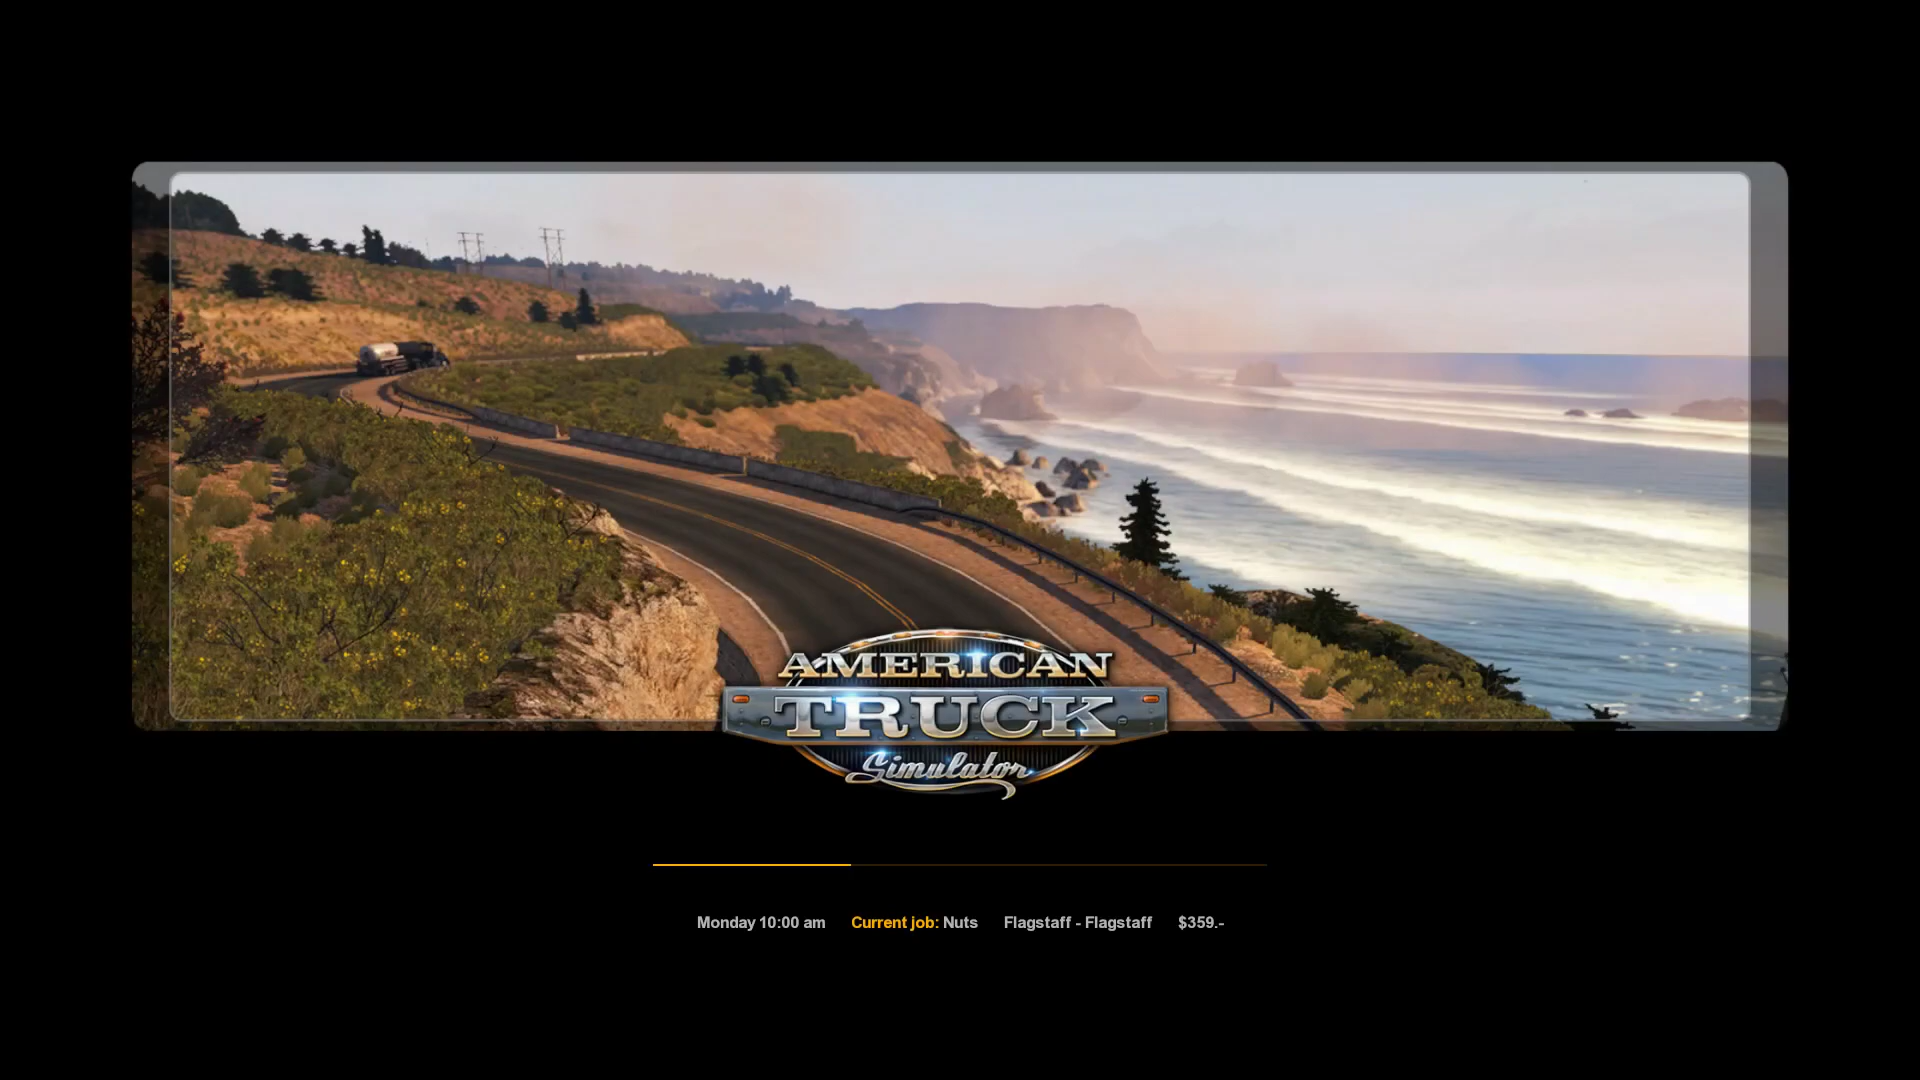 AMERICAN
TRUCK
Simulator
Monday 10:00 am Current job: Nuts Flagstaff - Flagstaff $359.-